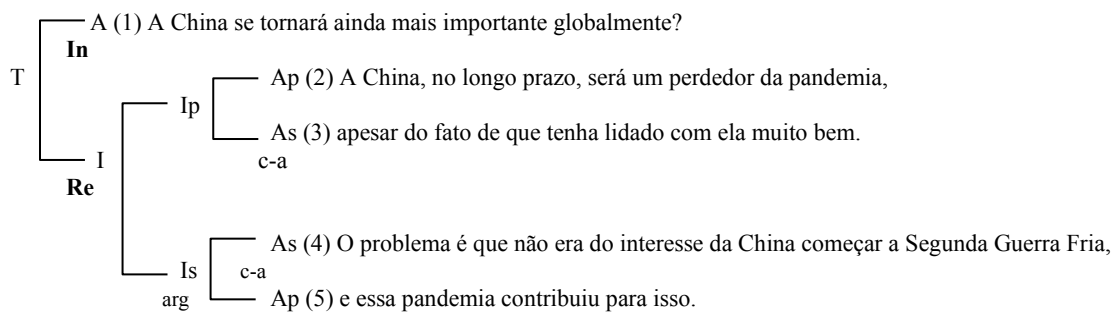 A (1) A China se tornará ainda mais importante globalmente?
In
T
Ap (2) A China, no longo prazo, será um perdedor da pandemia,
Ip
As (3) apesar do fato de que tenha lidado com ela muito bem.
c-a
I
Re
As (4) O problema é que não era do interesse da China começar a Segunda Guerra Fria,
Is
c-a
arg
Ap (5) e essa pandemia contribuiu para isso.